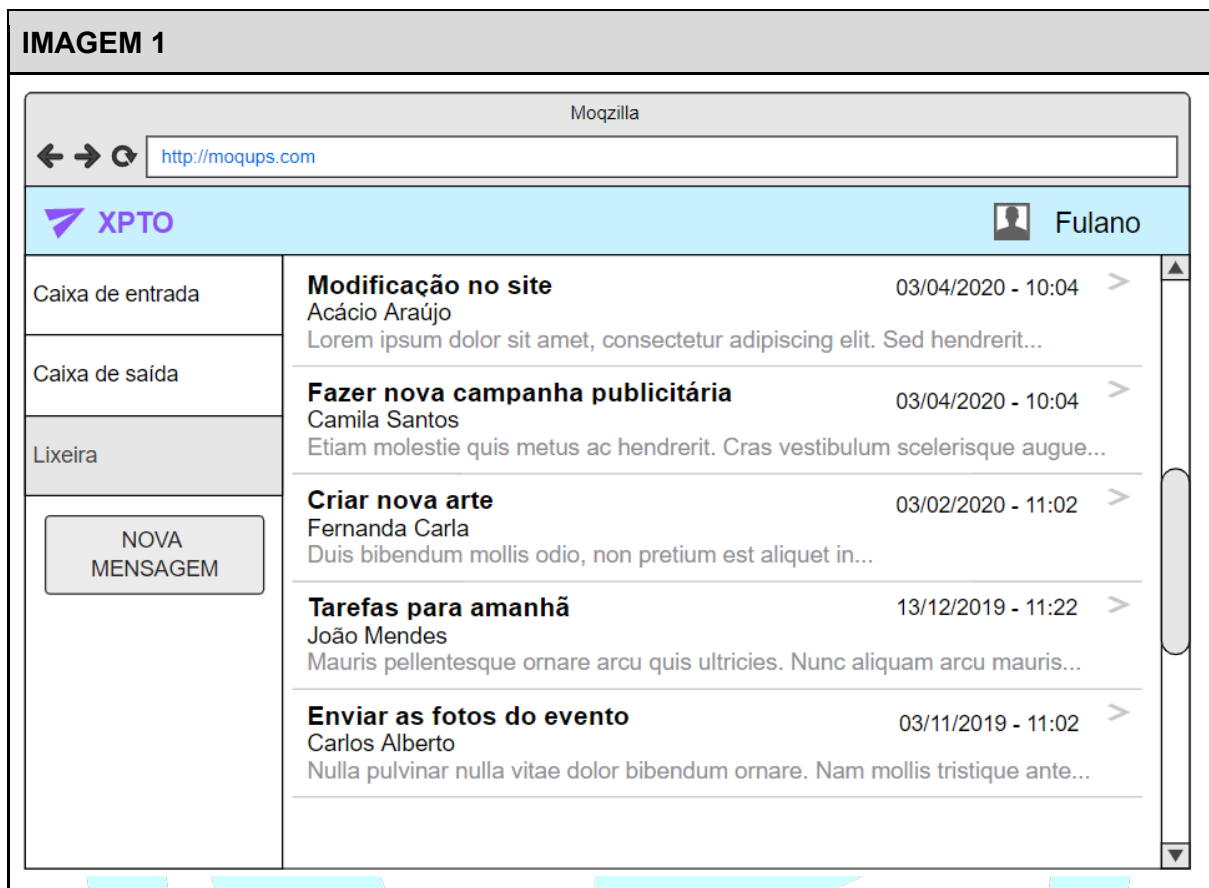 IMAGEM 1
Moqzilla
http://moqups.com
XPTO
Fulano
Caixa de entrada
Caixa de saída
Lixeira
NOVA
MENSAGEM
Modificação no site
03/04/2020 - 10:04
Acácio Araújo
Lorem ipsum dolor sit amet, consectetur adipiscing elit. Sed hendrerit...
Fazer nova campanha publicitária
03/04/2020 - 10:04
Camila Santos
Etiam molestie quis metus ac hendrerit. Cras vestibulum scelerisque augue...
Criar nova arte
03/02/2020 - 11:02
Fernanda Carla
Duis bibendum mollis odio, non pretium est aliquet in...
Tarefas para amanhã
13/12/2019 - 11:22
João Mendes
Mauris pellentesque ornare arcu quis ultricies. Nunc aliquam arcu mauris...
Enviar as fotos do evento
03/11/2019 - 11:02
Carlos Alberto
Nulla pulvinar nulla vitae dolor bibendum ornare. Nam mollis tristique ante...